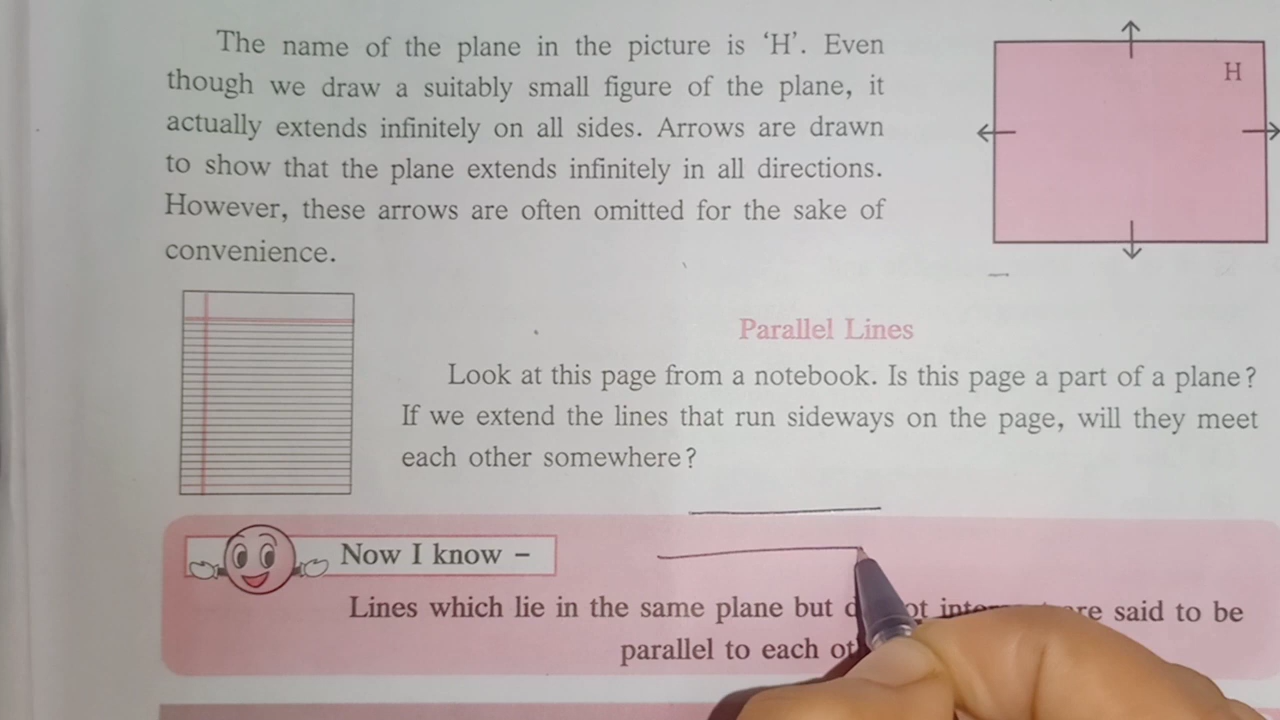 The name of the plane in the picture is ‘H’. Even
though we draw a suitably small figure of the plane, it
actually extends infinitely on all sides. Arrows are drawn
to show that the plane extends infinitely in all directions.
However, these arrows are often omitted for the sake of
convenience.
H
Parallel Lines
Look at this page from a notebook. Is this page a part of a plane?
If we extend the lines that run sideways on the page, will they meet
each other somewhere?
Now I know –
Lines which lie in the same plane but said to be
parallel to each